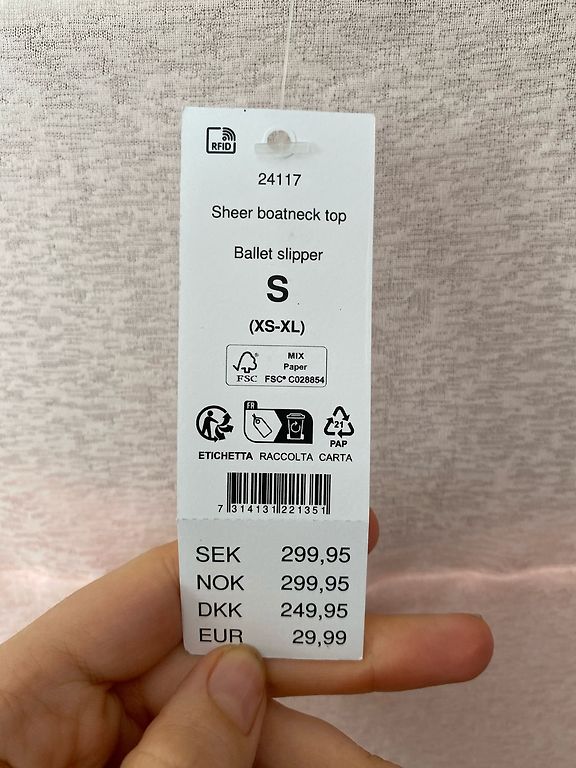 RFID
24117
Sheer boatneck top
Ballet slipper
S
(XS-XL)
MIX
Paper
FSC® C028854
FSC
FR
21
PAP
ETICHETTA RACCOLTA CARTA
7 314131 221351
SEK 299,95
NOK 299,95
DKK 249,95
EUR 29,99